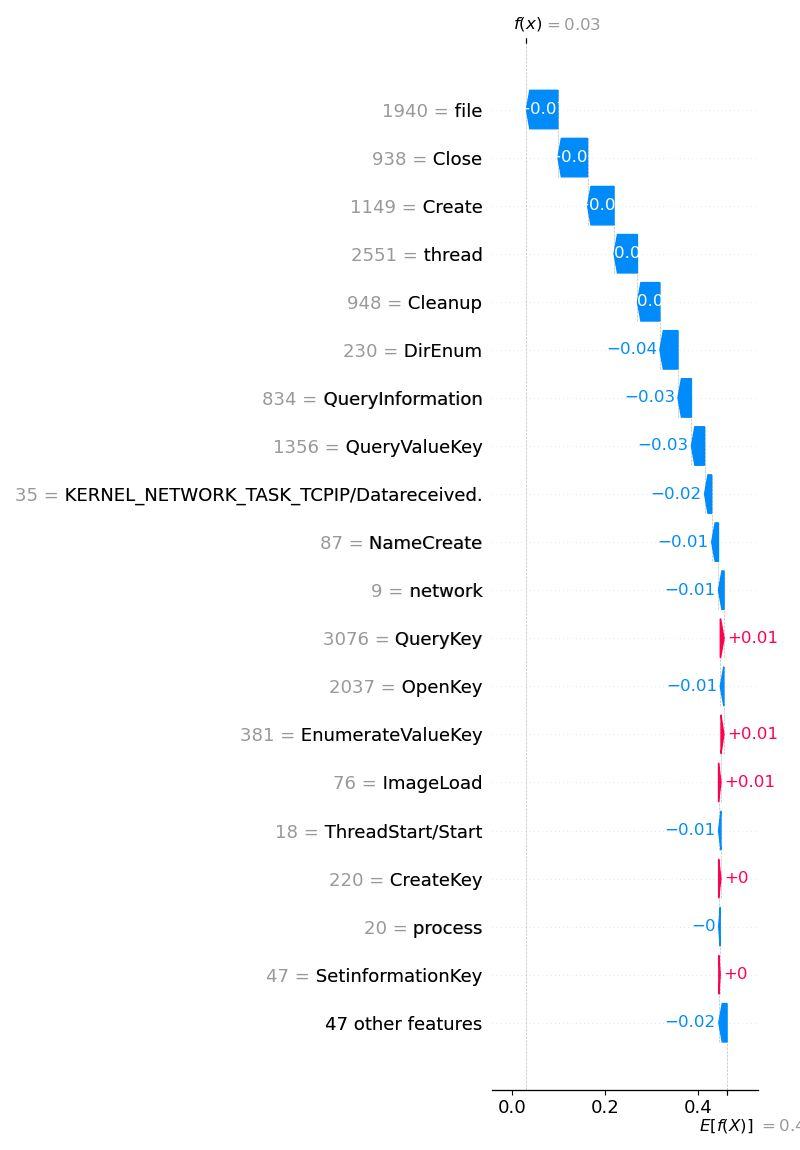 f(x) = 0.03
1940 = file −0.07
938 = Close
1149 = Create
2551 = thread
948 = Cleanup
230 = DirEnum −0.04
834 = QueryInformation −0.03
1356 = QueryValueKey −0.03
35 = KERNEL_NETWORK_TASK_TCPIP/Datareceived. −0.02
87 = NameCreate −0.01
9 = network −0.01
3076 = QueryKey +0.01
2037 = OpenKey −0.01
381 = EnumerateValueKey +0.01
76 = ImageLoad +0.01
18 = ThreadStart/Start −0.01
220 = CreateKey +0
20 = process −0
47 = SetinformationKey +0
47 other features −0.02
0.0 0.2 0.4
E[f(X)] = 0.4